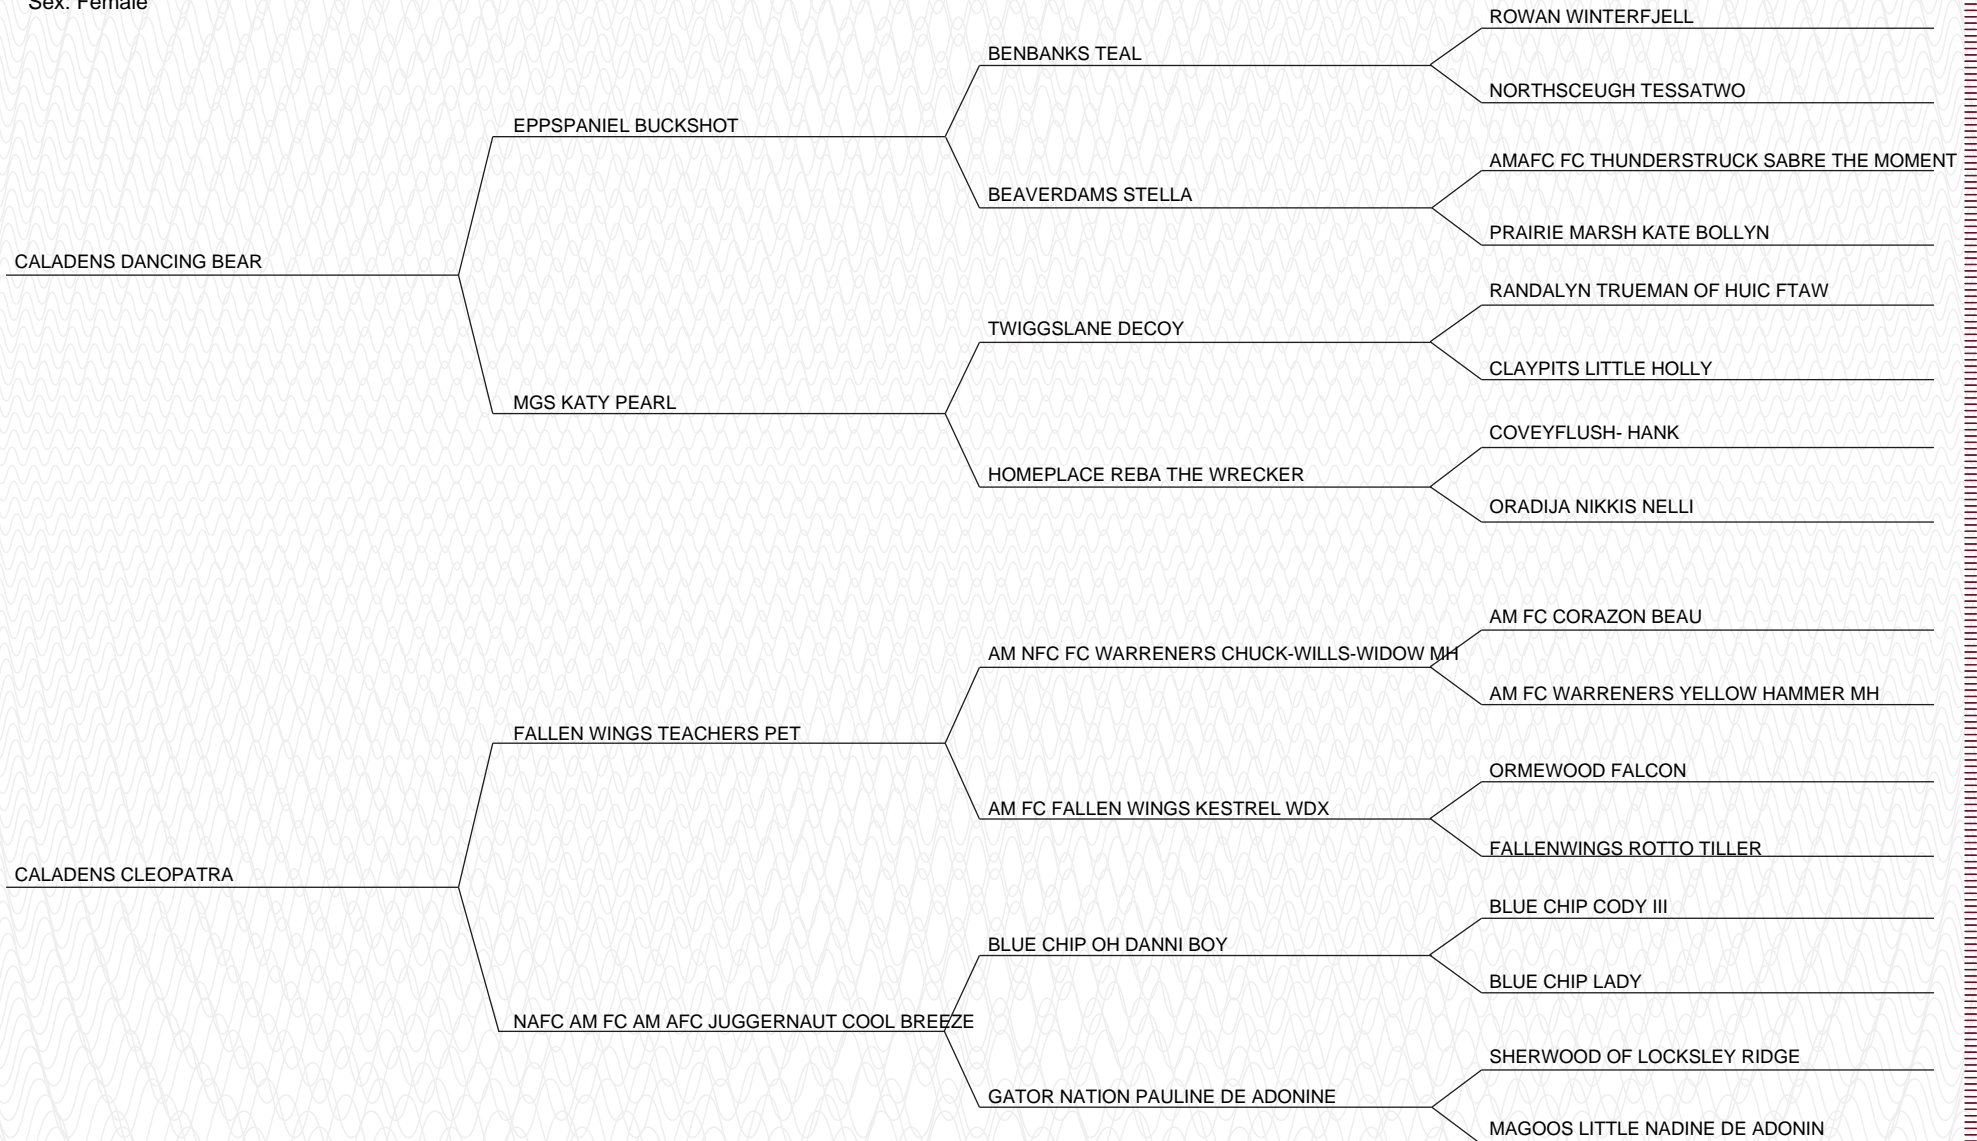 Sex: Female
ROWAN WINTERFJELL
BENBANKS TEAL
NORTHSCEUGH TESSATWO
EPPSPANIEL BUCKSHOT
AMAFC FC THUNDERSTRUCK SABRE THE MOMENT
BEAVERDAMS STELLA
PRAIRIE MARSH KATE BOLLYN
CALADENS DANCING BEAR
RANDALYN TRUEMAN OF HUIC FTAW
TWIGGSLANE DECOY
CLAYPITS LITTLE HOLLY
MGS KATY PEARL
COVEYFLUSH- HANK
HOMEPLACE REBA THE WRECKER
ORADIJA NIKKIS NELLI
AM FC CORAZON BEAU
AM NFC FC WARRENERS CHUCK-WILLS-WIDOW MH
AM FC WARRENERS YELLOW HAMMER MH
FALLEN WINGS TEACHERS PET
ORMEWOOD FALCON
AM FC FALLEN WINGS KESTREL WDX
FALLENWINGS ROTTO TILLER
CALADENS CLEOPATRA
BLUE CHIP CODY III
BLUE CHIP OH DANNI BOY
BLUE CHIP LADY
NAFC AM FC AM AFC JUGGERNAUT COOL BREEZE
SHERWOOD OF LOCKSLEY RIDGE
GATOR NATION PAULINE DE ADONINE
MAGOOS LITTLE NADINE DE ADONIN